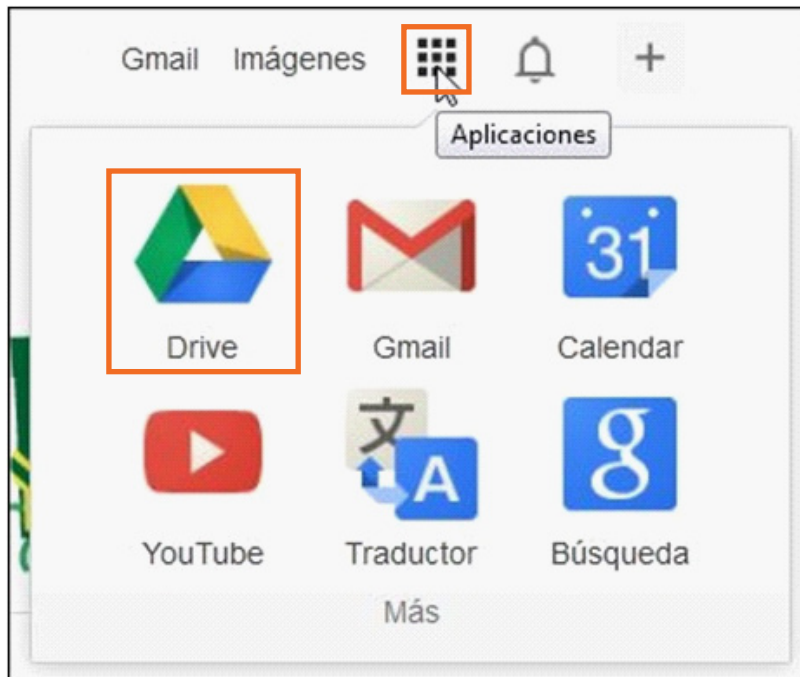 Gmail Imágenes
Aplicaciones
31
Drive Gmail Calendar
文 A g
YouTube Traductor Búsqueda
Más